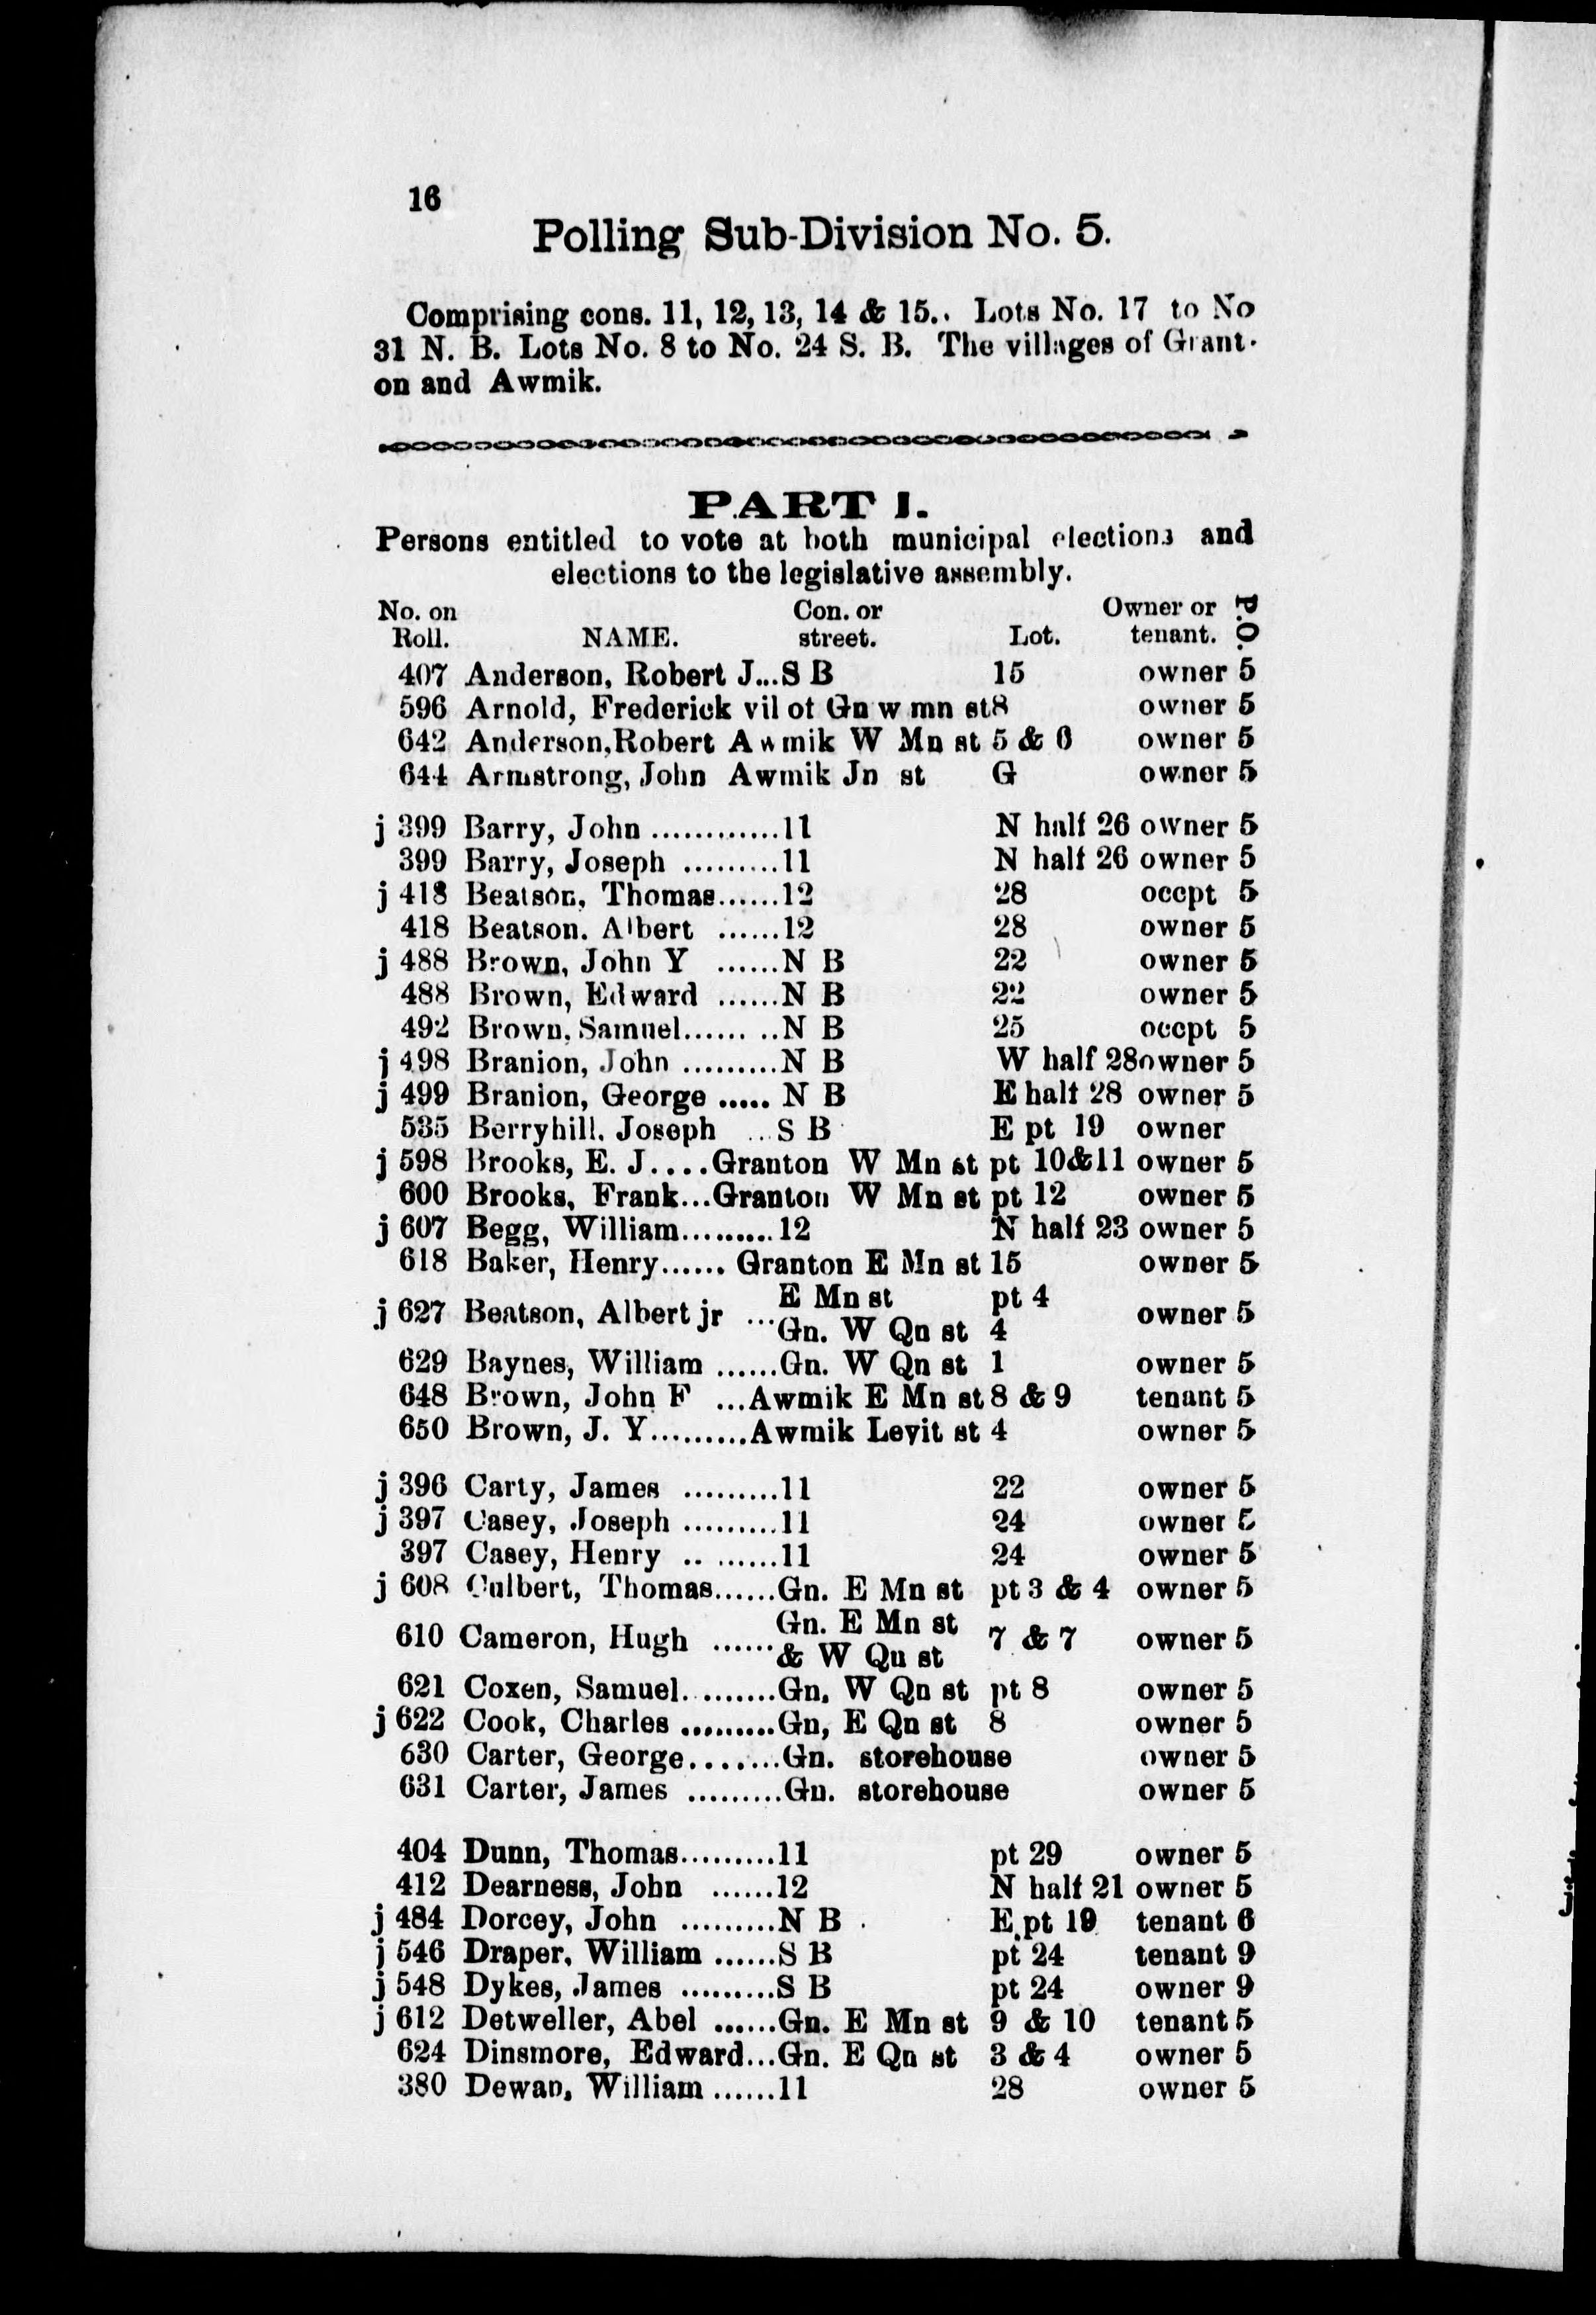 16
Polling Sub-Division No. 5.
Comprising cons. 11, 12, 13, 14 & 15.. Lots No. 17 to No
31 N. B. Lots No. 8 to No. 24 S. B. The villages of Grant-
on and Awmik.
PART I.
Persons entitled to vote at both municipal elections and
elections to the legislative assembly.
No. on Con. or Owner or P.O.
Roll. NAME. street. Lot. tenant.
407 Anderson, Robert J...S B 15 owner 5
596 Arnold, Frederick vil ot Gn w mn st 8 owner 5
642 Anderson,Robert Awmik W Mn st 5 & 6 owner 5
644 Armstrong, John Awmik Jn st G owner 5
j 399 Barry, John .............11 N half 26 owner 5
399 Barry, Joseph ..........11 N half 26 owner 5
j 418 Beatson, Thomas......12 28 occpt 5
418 Beatson. Albert ......12 28 owner 5
j 488 Brown, John Y ......N B 22 owner 5
488 Brown, Edward ......N B 22 owner 5
492 Brown, Samuel....... ..N B 25 occpt 5
j 498 Branion, John .........N B W half 28owner 5
j 499 Branion, George ..... N B E half 28 owner 5
535 Berryhill. Joseph ...S B E pt 19 owner
j 598 Brooks, E. J....Granton W Mn st pt 10&11 owner 5
600 Brooks, Frank...Granton W Mn st pt 12 owner 5
j 607 Begg, William.........12 N half 23 owner 5
618 Baker, Henry...... Granton E Mn st 15 owner 5
E Mn st pt 4
j 627 Beatson, Albert jr ... owner 5
Gn. W Qn st 4
629 Baynes, William ......Gn. W Qn st 1 owner 5
648 Brown, John F ...Awmik E Mn st 8 & 9 tenant 5
650 Brown, J. Y.........Awmik Levit st 4 owner 5
j 396 Carty, James .........11 22 owner 5
j 397 Casey, Joseph .........11 24 owner 5
397 Casey, Henry .. ......11 24 owner 5
j 608 Culbert, Thomas......Gn. E Mn st pt 3 & 4 owner 5
Gn. E Mn st
610 Cameron, Hugh ...... 7 & 7 owner 5
& W Qu st
621 Coxen, Samuel.........Gn. W Qn st pt 8 owner 5
j 622 Cook, Charles .........Gn, E Qn st 8 owner 5
630 Carter, George........Gn. storehouse owner 5
631 Carter, James .........Gn. storehouse owner 5
404 Dunn, Thomas.........11 pt 29 owner 5
412 Dearness, John ......12 N half 21 owner 5
j 484 Dorcey, John .........N B E pt 19 tenant 6
j 546 Draper, William ......S B pt 24 tenant 9
j 548 Dykes, James .........S B pt 24 owner 9
j 612 Detweller, Abel ......Gn. E Mn st 9 & 10 tenant 5
624 Dinsmore, Edward...Gn. E Qn st 3 & 4 owner 5
380 Dewan, William ......11 28 owner 5